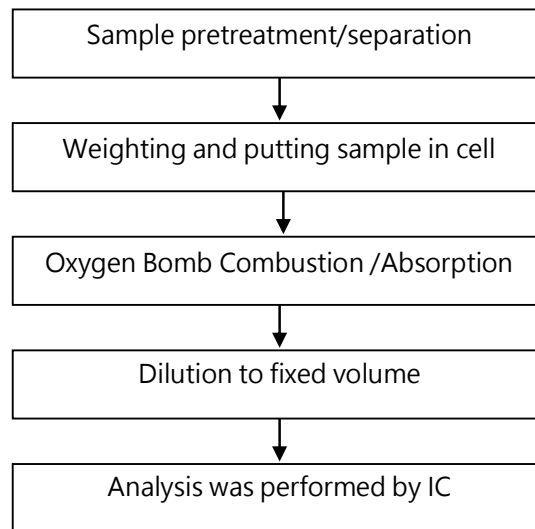 Sample pretreatment/separation
Weighting and putting sample in cell
Oxygen Bomb Combustion /Absorption
Dilution to fixed volume
Analysis was performed by IC